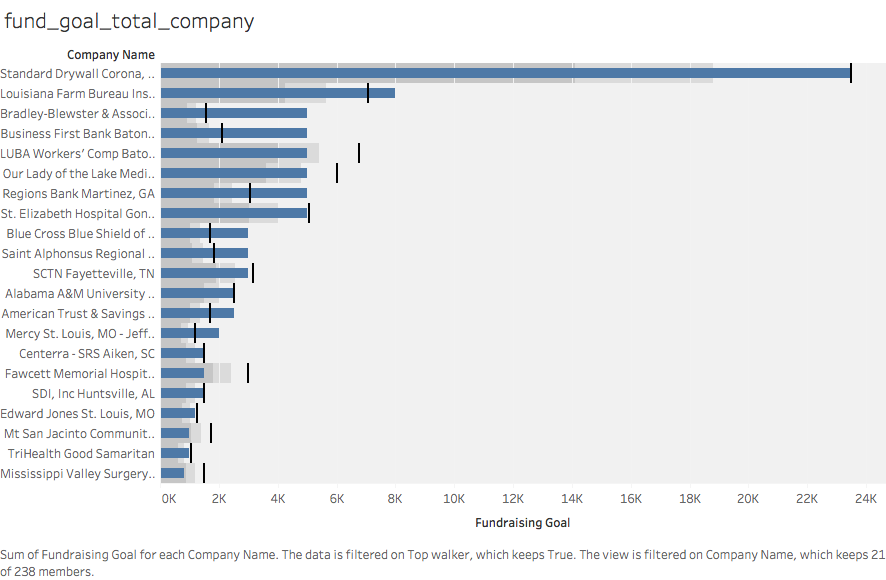 fund_goal_total_company
Company Name
Standard Drywall Corona, ..
Louisiana Farm Bureau Ins..
Bradley-Blewster & Associ..
Business First Bank Baton..
LUBA Workers' Comp Bato..
Our Lady of the Lake Medi..
Regions Bank Martinez, GA
St. Elizabeth Hospital Gon..
Blue Cross Blue Shield of ..
Saint Alphonsus Regional ..
SCTN Fayetteville, TN
Alabama A&M University ..
American Trust & Savings ..
Mercy St. Louis, MO - Jeff..
Centerra - SRS Aiken, SC
Fawcett Memorial Hospit..
SDI, Inc Huntsville, AL
Edward Jones St. Louis, MO
Mt San Jacinto Communit..
TriHealth Good Samaritan
Mississippi Valley Surgery..
0K 2K 4K 6K 8K 10K 12K 14K 16K 18K 20K 22K 24K
Fundraising Goal
Sum of Fundraising Goal for each Company Name. The data is filtered on Top walker, which keeps True. The view is filtered on Company Name, which keeps 21
of 238 members.